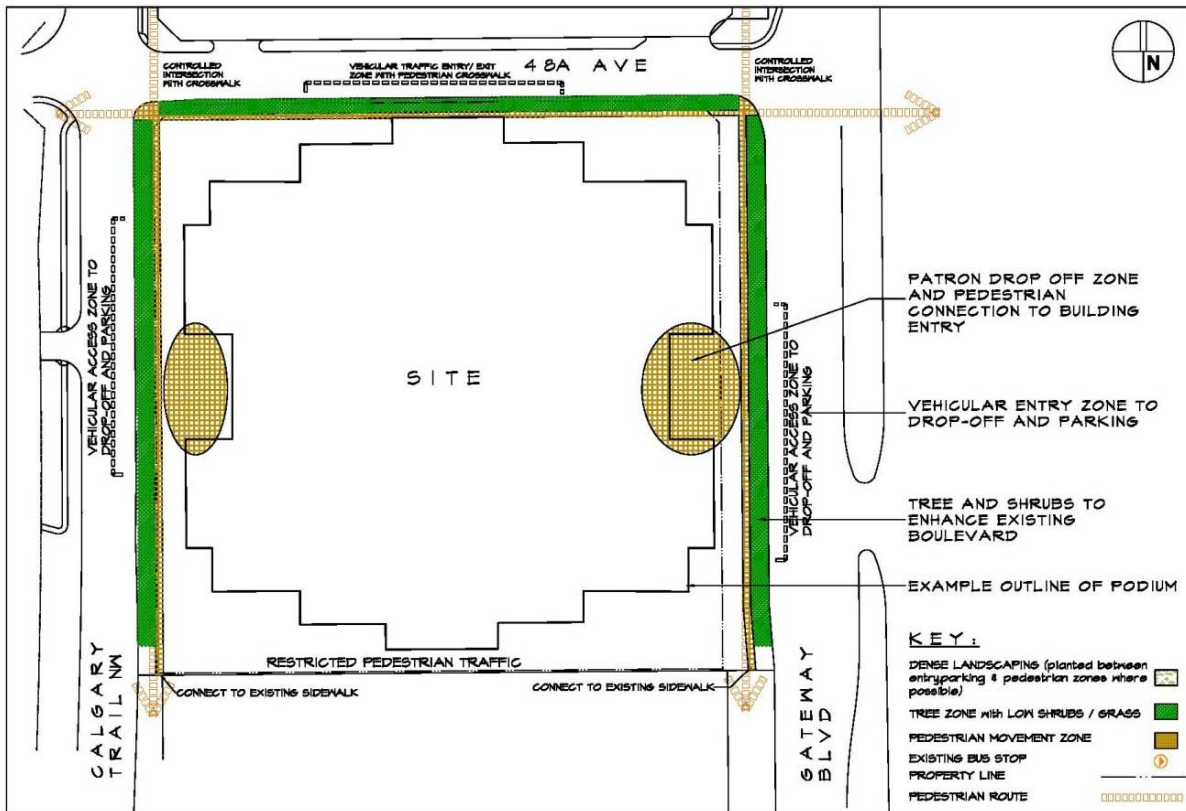 CONTROLLED
INTERSECTION
WITH CROSSWALK
VEHICULAR TRAFFIC ENTRY/ EXIT
ZONE WITH PEDESTRIAN CROSSWALK
48A AVE
CONTROLLED
INTERSECTION
WITH CROSSWALK
N
VEHICULAR ACCESS ZONE TO
DROP-OFF AND PARKING
SITE
VEHICULAR ACCESS ZONE TO
DROP-OFF AND PARKING
PATRON DROP OFF ZONE
AND PEDESTRIAN
CONNECTION TO BUILDING
ENTRY
VEHICULAR ENTRY ZONE TO
DROP-OFF AND PARKING
TREE AND SHRUBS TO
ENHANCE EXISTING
BOULEVARD
EXAMPLE OUTLINE OF PODIUM
RESTRICTED PEDESTRIAN TRAFFIC
CONNECT TO EXISTING SIDEWALK
CONNECT TO EXISTING SIDEWALK
CALGARY
TRAIL NW
GATEWAY
BLVD
KEY:
DENSE LANDSCAPING (planted between
entryparking & pedestrian zones where
possible)
TREE ZONE with LOW SHRUBS / GRASS
PEDESTRIAN MOVEMENT ZONE
EXISTING BUS STOP
PROPERTY LINE
PEDESTRIAN ROUTE